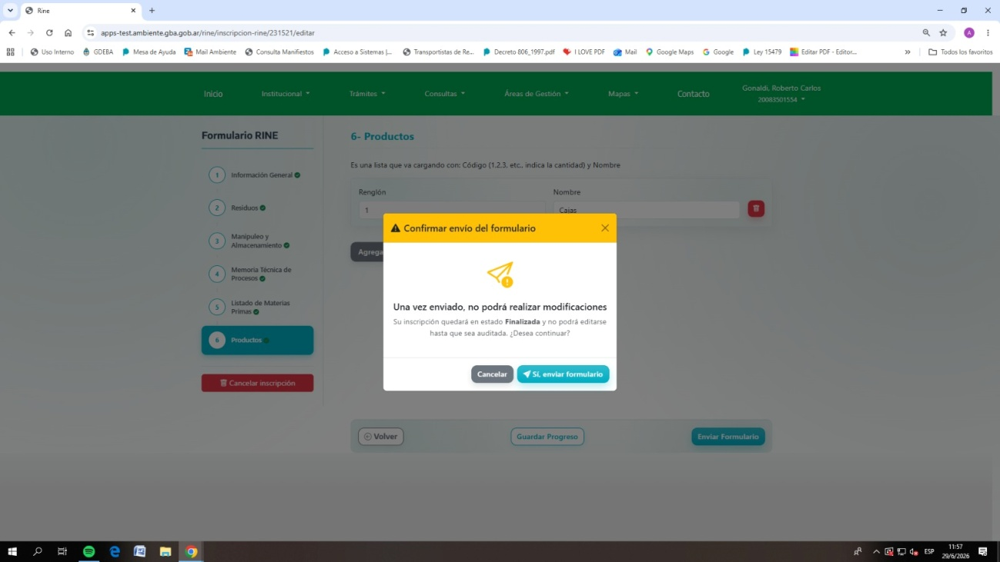 Rine
apps-test.ambiente.gba.gob.ar/rine/inscripcion-rine/231521/editar
A
Uso Interno
GDEBA
Mesa de Ayuda
Mail Ambiente
Consulta Manifiestos
Acceso a Sistemas |...
Transportistas de Re...
Decreto 806_1997.pdf
I LOVE PDF
Mail
Google Maps
Google
Ley 15479
Editar PDF - Editor...
»
Todos los favoritos
Inicio
Institucional
Trámites
Consultas
Áreas de Gestión
Mapas
Contacto
Gonaldi, Roberto Carlos
20083501554
Formulario RINE
1 Información General
2 Residuos
3 Manipuleo y
Almacenamiento
4 Memoria Técnica de
Procesos
5 Listado de Materias
Primas
6 Productos
Cancelar inscripción
6- Productos
Es una lista que va cargando con: Código (1,2,3, etc., indica la cantidad) y Nombre
Renglón
Nombre
1
Cajas
Agrega
Confirmar envío del formulario
Una vez enviado, no podrá realizar modificaciones
Su inscripción quedará en estado Finalizada y no podrá editarse
hasta que sea auditada. ¿Desea continuar?
Cancelar
Sí, enviar formulario
Volver
Guardar Progreso
Enviar Formulario
ESP
11:57
29/6/2026